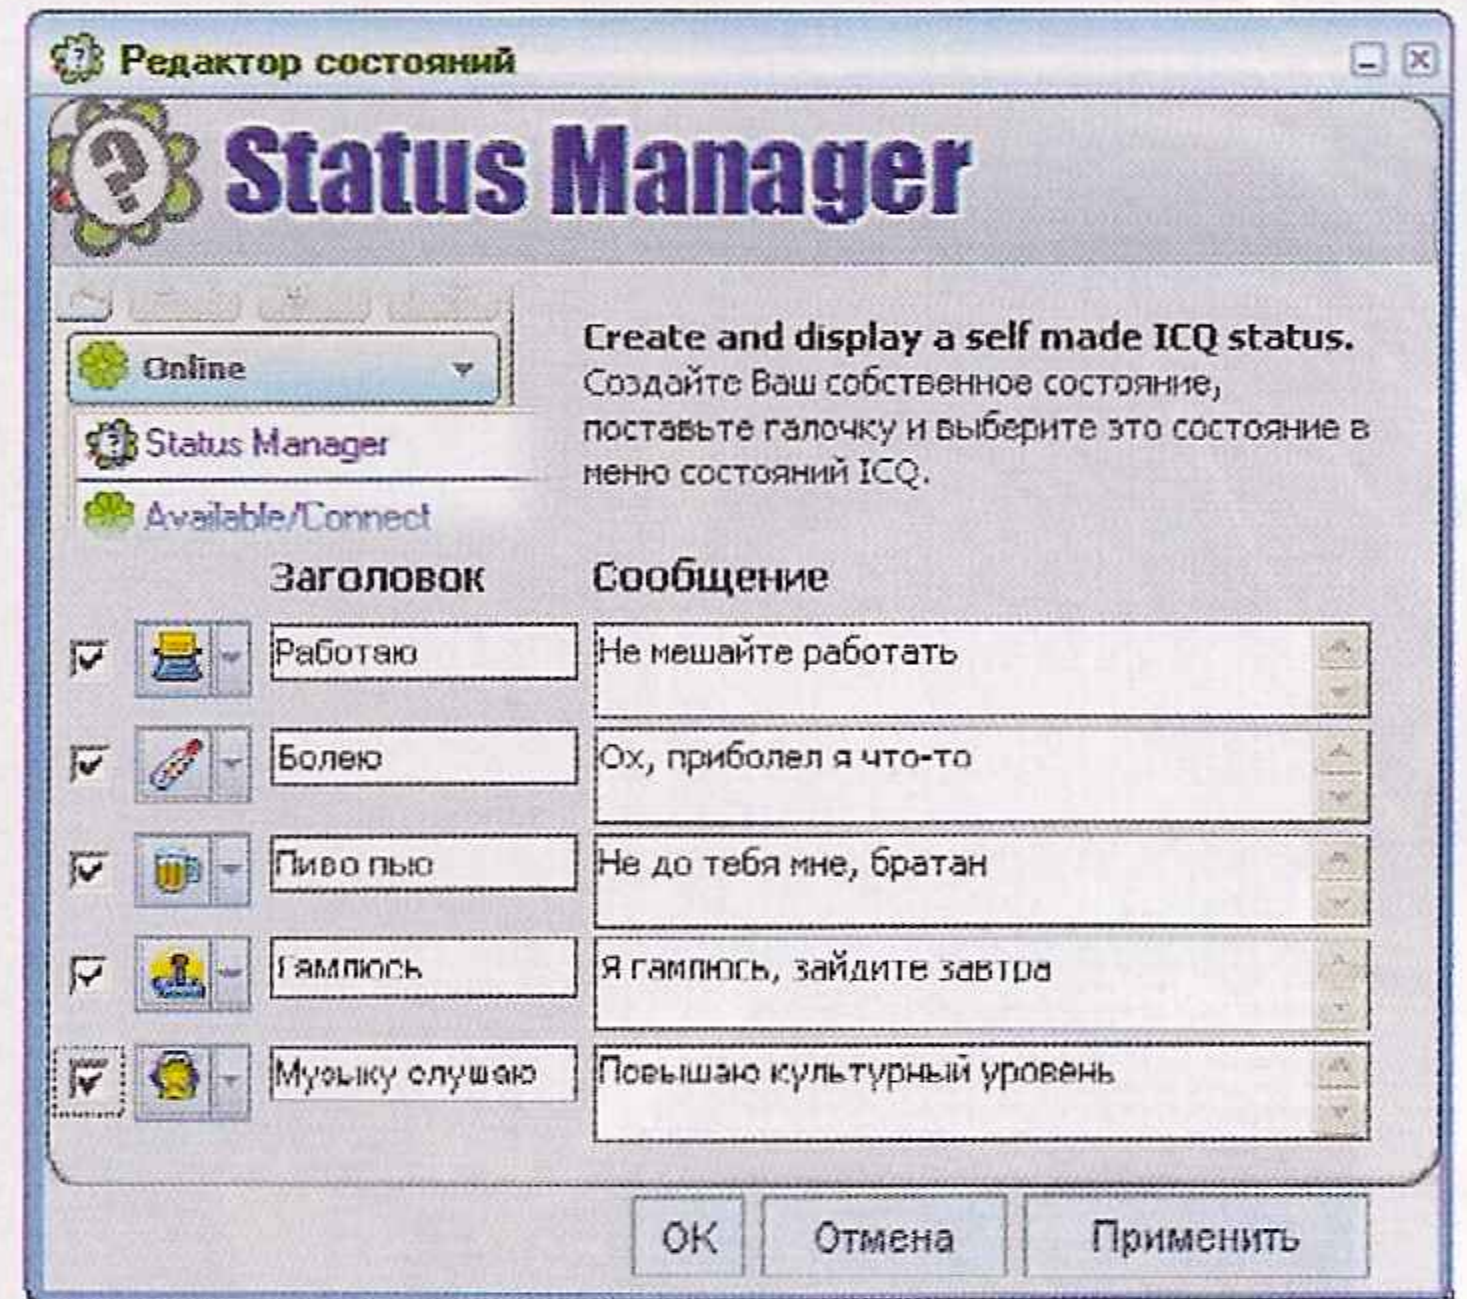 Редактор состояний
Status Manager
Online
Status Manager
Available/Connect
Create and display a self made ICQ status.
Создайте Ваш собственное состояние,
поставьте галочку и выберите это состояние в
меню состояний ICQ.
Заголовок Сообщение
Работаю Не мешайте работать
Болею Ох, приболел я что-то
Пиво пью Не до тебя мне, братан
Гамлюсь Я гамлюсь, зайдите завтра
Музыку слушаю Повышаю культурный уровень
ОК Отмена Применить